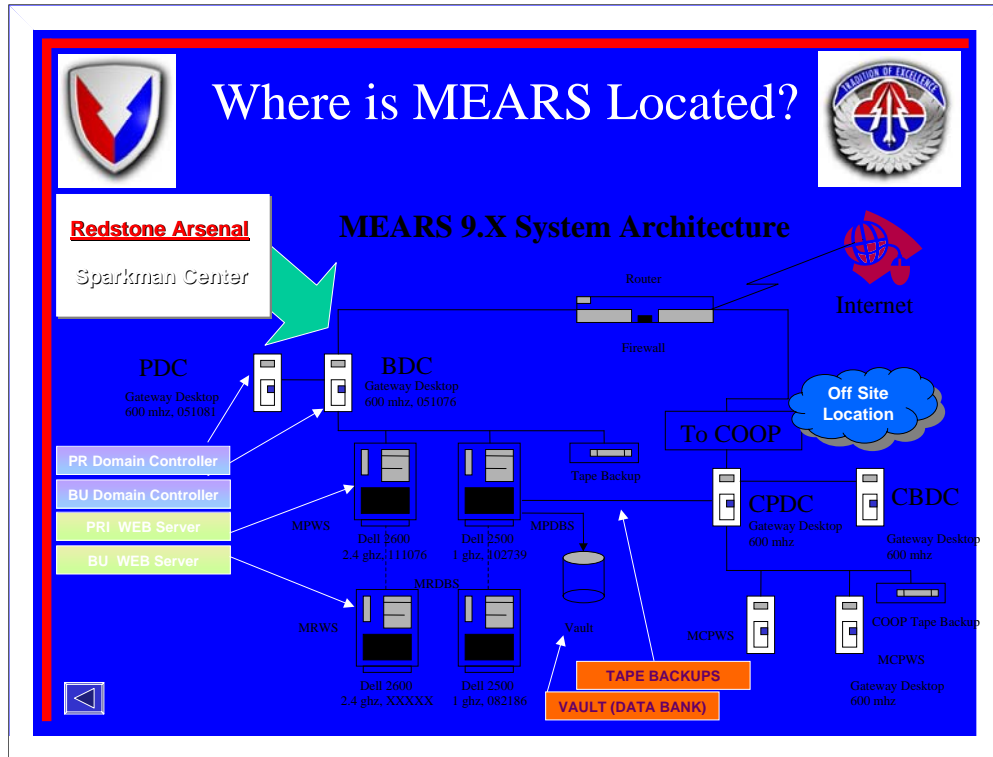 Where is MEARS Located?
TRADITION OF EXCELLENCE
Redstone Arsenal
Sparkman Center
MEARS 9.X System Architecture
Router
Firewall
Internet
PDC
Gateway Desktop
600 mhz, 051081
BDC
Gateway Desktop
600 mhz, 051076
Off Site
Location
To COOP
PR Domain Controller
BU Domain Controller
PRI WEB Server
BU WEB Server
Tape Backup
MPWS
Dell 2600
2.4 ghz, 111076
MPDBS
Dell 2500
1 ghz, 102739
CPDC
Gateway Desktop
600 mhz
CBDC
Gateway Desktop
600 mhz
MRDBS
MRWS
Dell 2600
2.4 ghz, XXXXX
Dell 2500
1 ghz, 082186
Vault
MCPWS
COOP Tape Backup
MCPWS
Gateway Desktop
600 mhz
TAPE BACKUPS
VAULT (DATA BANK)